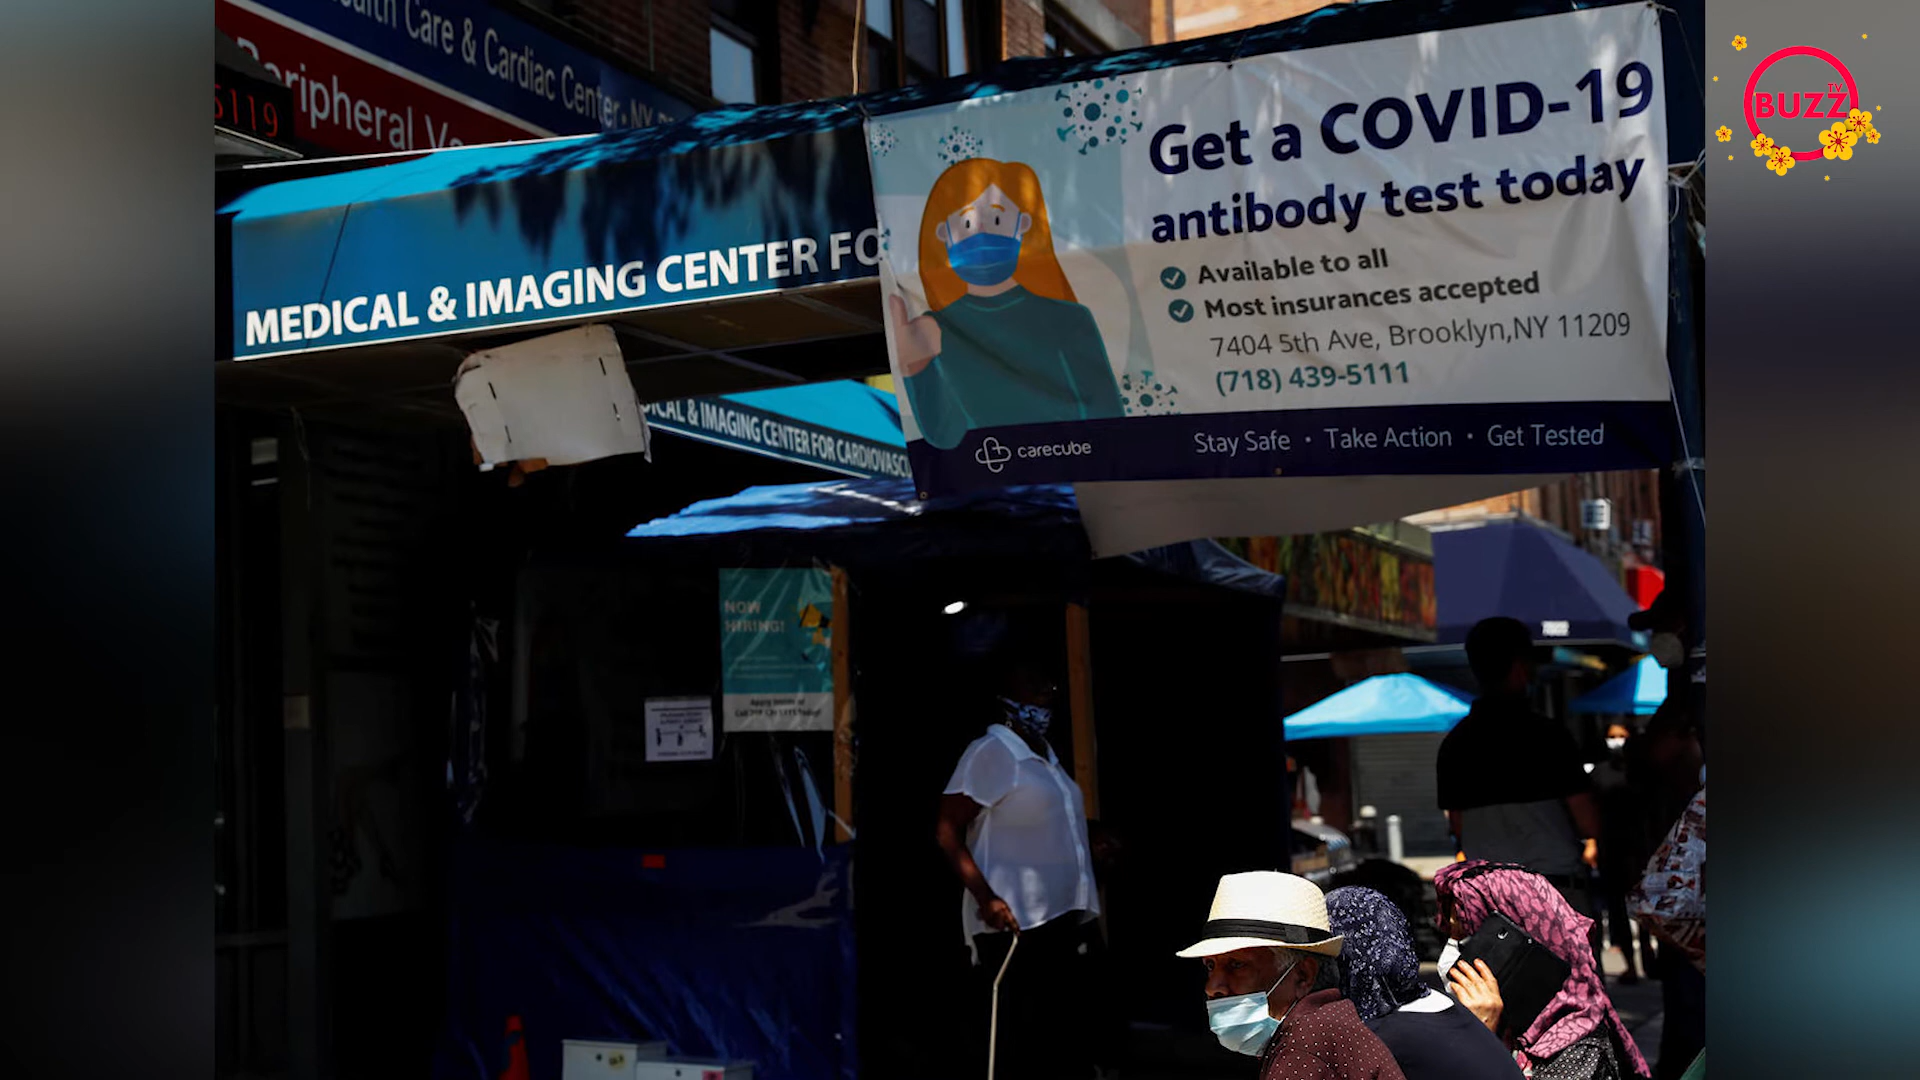 Health Care & Cardiac Center • NY
Peripheral
5119
MEDICAL & IMAGING CENTER FO
Get a COVID-19
antibody test today
Available to all
Most insurances accepted
7404 5th Ave, Brooklyn,NY 11209
(718) 439-5111
carecube
Stay Safe • Take Action • Get Tested
ICAL & IMAGING CENTER FOR CARDIOVASC
NOW
HIRING!
BUZZ
TV